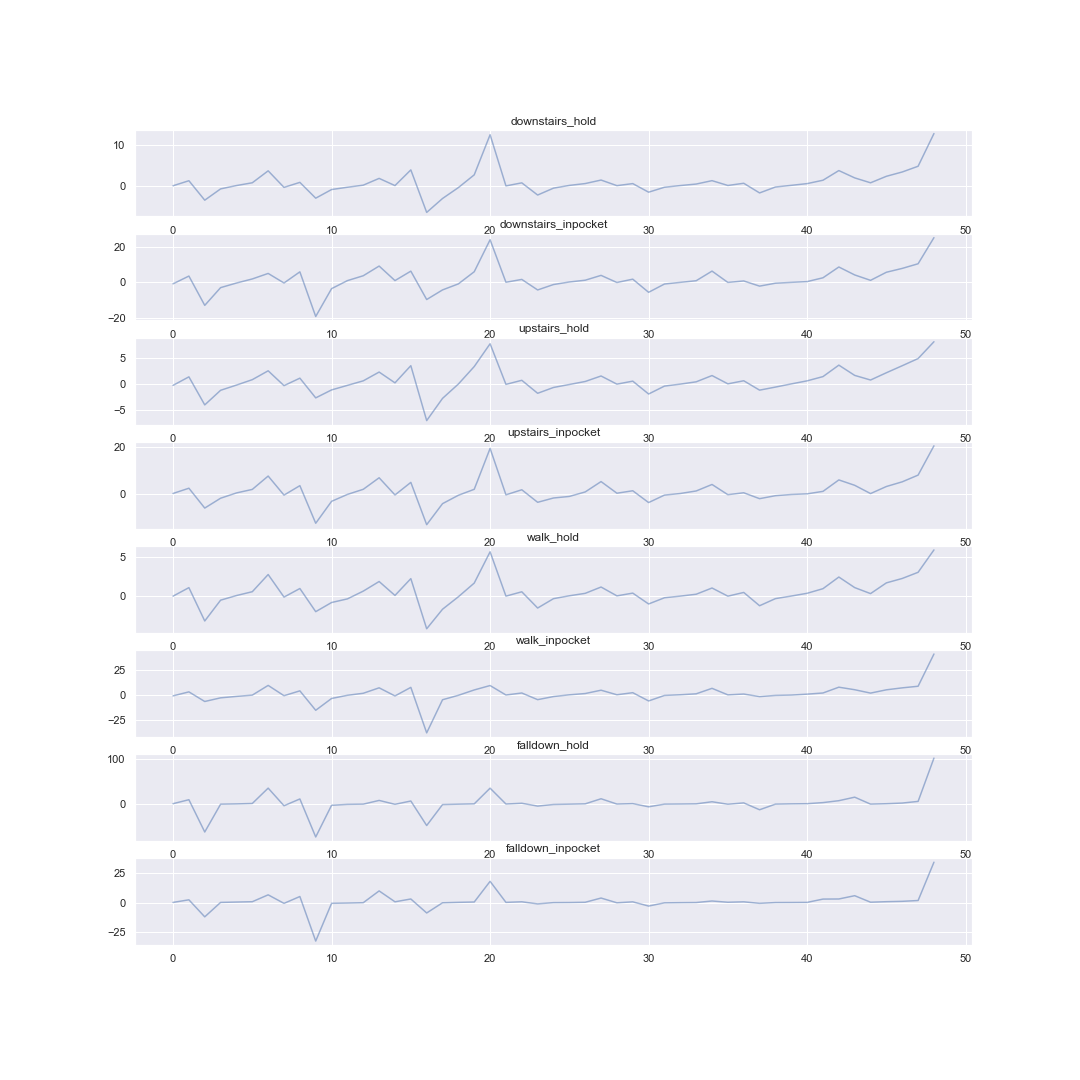 downstairs_hold
10
0
0 10 20 30 40 50
downstairs_inpocket
20
0
−20
0 10 20 30 40 50
upstairs_hold
5
0
−5
0 10 20 30 40 50
upstairs_inpocket
20
0
0 10 20 30 40 50
walk_hold
5
0
0 10 20 30 40 50
walk_inpocket
25
0
−25
0 10 20 30 40 50
falldown_hold
100
0
0 10 20 30 40 50
falldown_inpocket
25
0
−25
0 10 20 30 40 50